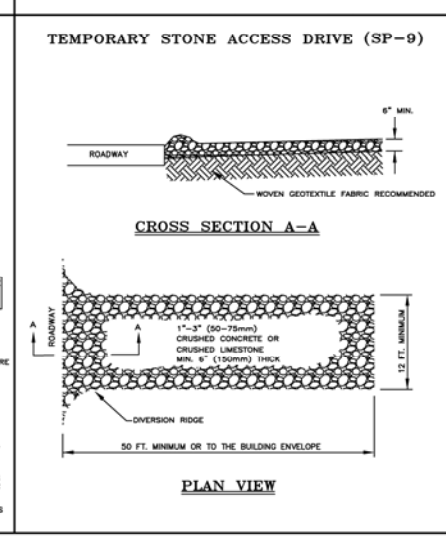 TEMPORARY STONE ACCESS DRIVE (SP-9)
6" MIN.
ROADWAY
WOVEN GEOTEXTILE FABRIC RECOMMENDED
CROSS SECTION A-A
ROADWAY
A
A
1"-3" (50-75mm)
CRUSHED CONCRETE OR
CRUSHED LIMESTONE
MIN. 6" (150mm) THICK
12 FT. MINIMUM
RE
DIVERSION RIDGE
50 FT. MINIMUM OR TO THE BUILDING ENVELOPE
PLAN VIEW